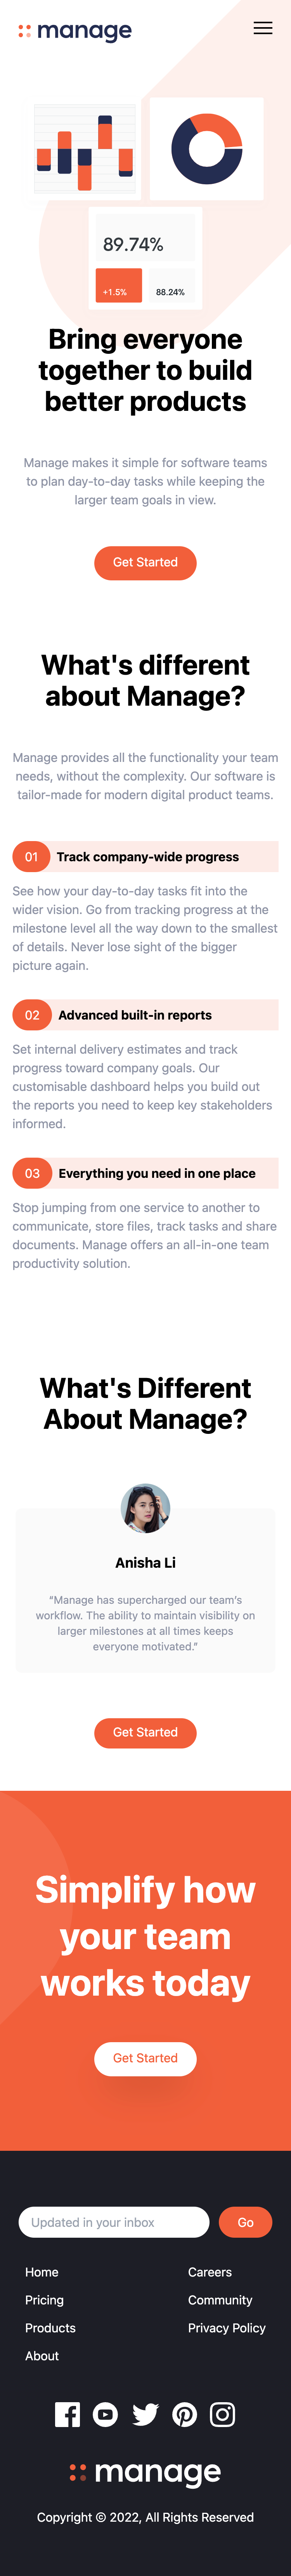 manage
89.74%
+1.5%
88.24%
Bring everyone
together to build
better products
Manage makes it simple for software teams
to plan day-to-day tasks while keeping the
larger team goals in view.
Get Started
What's different
about Manage?
Manage provides all the functionality your team
needs, without the complexity. Our software is
tailor-made for modern digital product teams.
01 Track company-wide progress
See how your day-to-day tasks fit into the
wider vision. Go from tracking progress at the
milestone level all the way down to the smallest
of details. Never lose sight of the bigger
picture again.
02 Advanced built-in reports
Set internal delivery estimates and track
progress toward company goals. Our
customisable dashboard helps you build out
the reports you need to keep key stakeholders
informed.
03 Everything you need in one place
Stop jumping from one service to another to
communicate, store files, track tasks and share
documents. Manage offers an all-in-one team
productivity solution.
What's Different
About Manage?
Anisha Li
“Manage has supercharged our team's
workflow. The ability to maintain visibility on
larger milestones at all times keeps
everyone motivated.”
Get Started
Simplify how
your team
works today
Get Started
Updated in your inbox
Go
Home
Pricing
Products
About
Careers
Community
Privacy Policy
manage
Copyright © 2022, All Rights Reserved